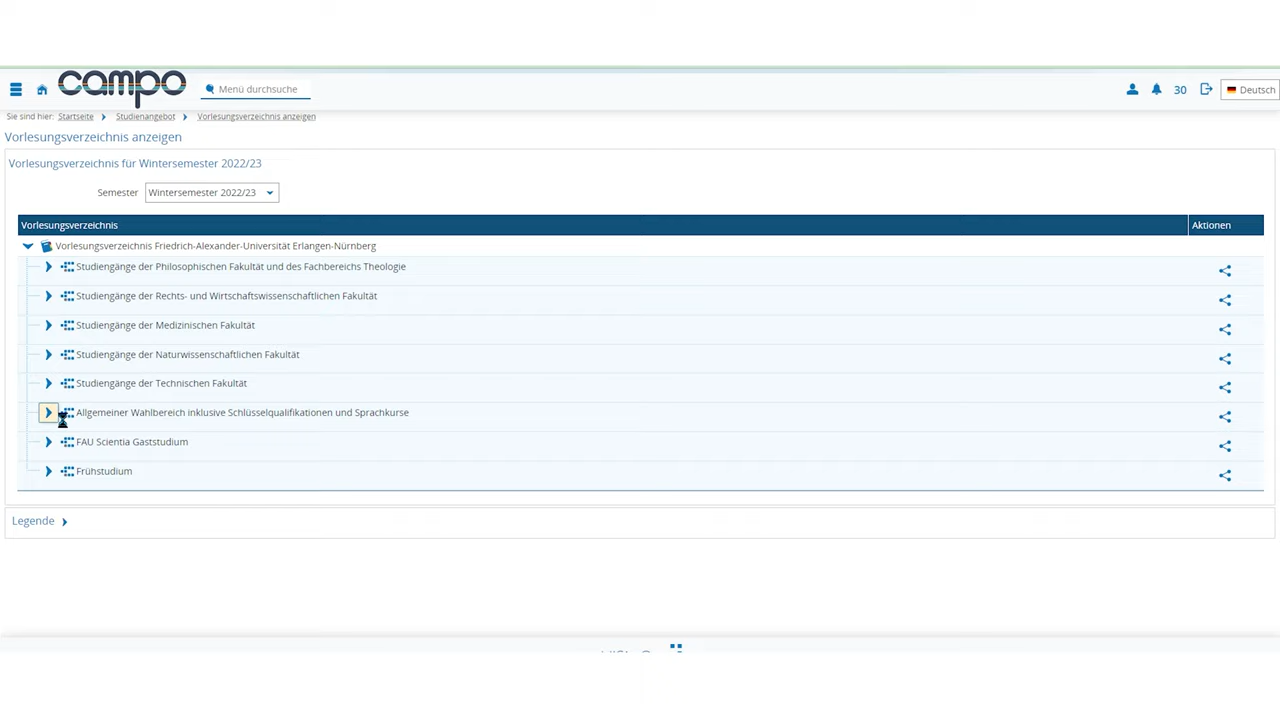 campo
Menü durchsuche
30
Deutsch
Sie sind hier: Startseite Studienangebot Vorlesungsverzeichnis anzeigen
Vorlesungsverzeichnis anzeigen
Vorlesungsverzeichnis für Wintersemester 2022/23
Semester Wintersemester 2022/23
Vorlesungsverzeichnis Aktionen
Vorlesungsverzeichnis Friedrich-Alexander-Universität Erlangen-Nürnberg
Studiengänge der Philosophischen Fakultät und des Fachbereichs Theologie
Studiengänge der Rechts- und Wirtschaftswissenschaftlichen Fakultät
Studiengänge der Medizinischen Fakultät
Studiengänge der Naturwissenschaftlichen Fakultät
Studiengänge der Technischen Fakultät
Allgemeiner Wahlbereich inklusive Schlüsselqualifikationen und Sprachkurse
FAU Scientia Gaststudium
Frühstudium
Legende